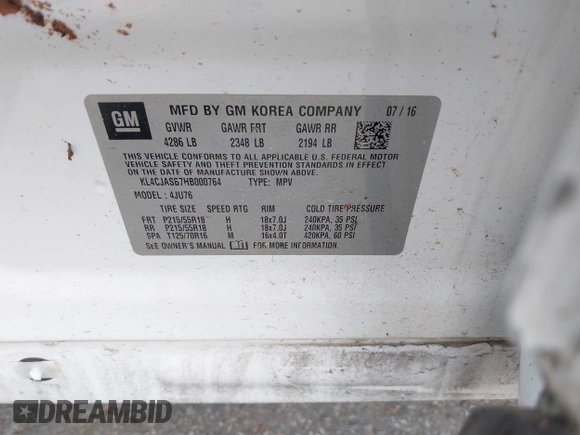 GM
MFD BY GM KOREA COMPANY 07 / 16
GVWR GAWR FRT GAWR RR
4286 LB 2348 LB 2194 LB
THIS VEHICLE CONFORMS TO ALL APPLICABLE U.S. FEDERAL MOTOR
VEHICLE SAFETY AND THEFT PREVENTION STANDARDS IN EFFECT
ON THE DATE OF MANUFACTURE SHOWN ABOVE.
KL4CJASB7HB000764 TYPE: MPV
MODEL: 4JU76
TIRE SIZE SPEED RTG RIM COLD TIRE PRESSURE
FRT P215/55R18 H 18x7.0J 240KPA, 35 PSI
RR P215/55R18 H 18x7.0J 240KPA, 35 PSI
SPA T125/70R16 M 16x4.0T 420KPA, 60 PSI
SEE OWNER'S MANUAL FOR MORE INFORMATION.
DREAMBID